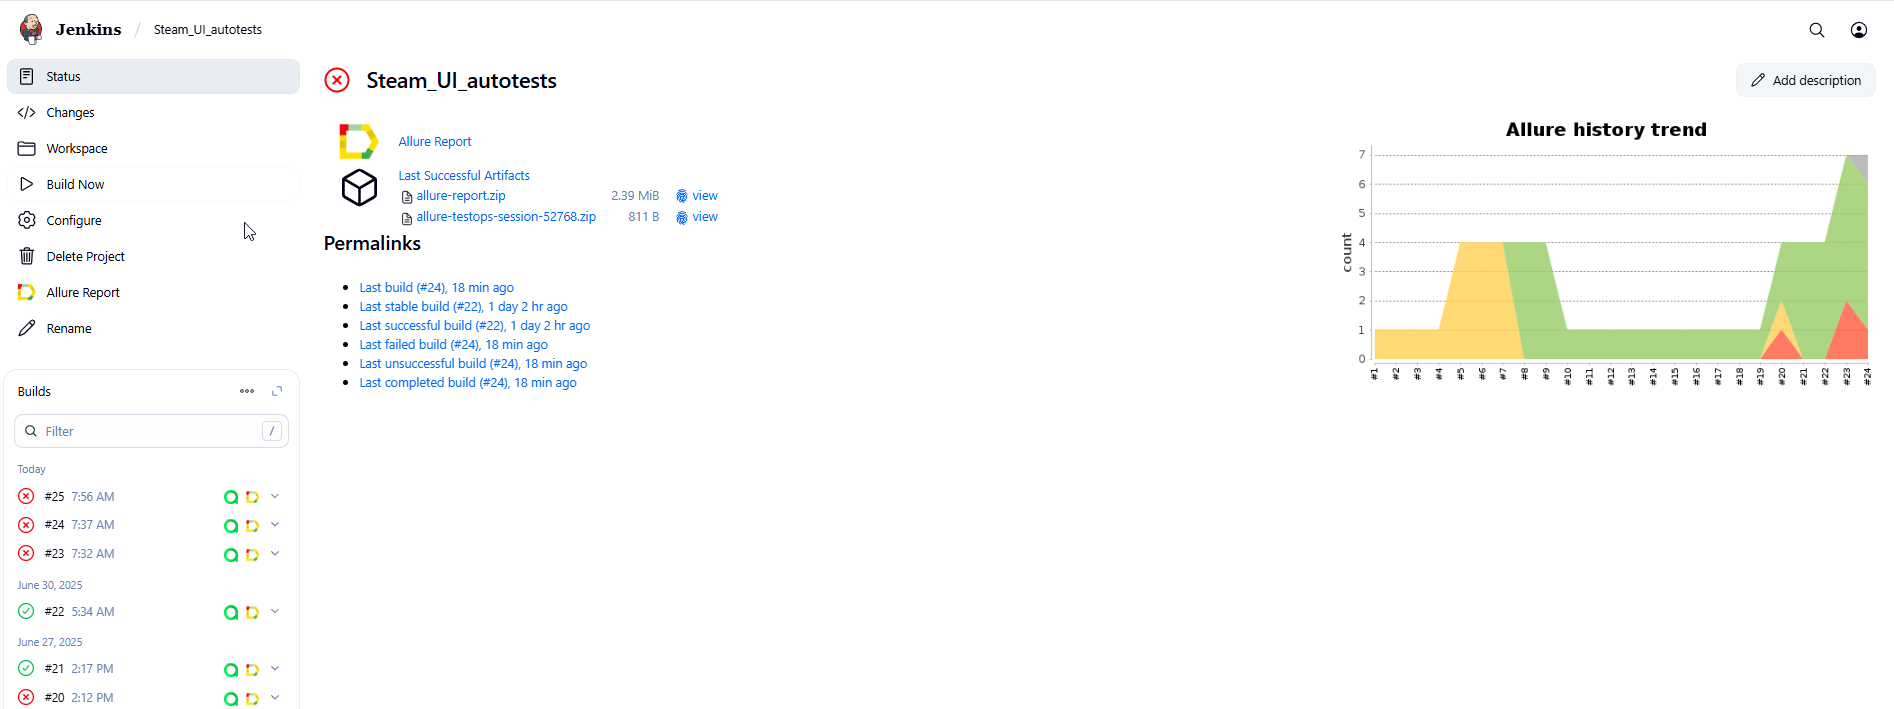 Jenkins / Steam_UI_autotests
Status
Changes
Workspace
Build Now
Configure
Delete Project
Allure Report
Rename
Builds
Filter /
Today
#25 7:56 AM
#24 7:37 AM
#23 7:32 AM
June 30, 2025
#22 5:34 AM
June 27, 2025
#21 2:17 PM
#20 2:12 PM
Steam_UI_autotests
Add description
Allure Report
Last Successful Artifacts
allure-report.zip 2.39 MiB view
allure-testops-session-52768.zip 811 B view
Permalinks
Last build (#24), 18 min ago
Last stable build (#22), 1 day 2 hr ago
Last successful build (#22), 1 day 2 hr ago
Last failed build (#24), 18 min ago
Last unsuccessful build (#24), 18 min ago
Last completed build (#24), 18 min ago
Allure history trend
count
7
6
5
4
3
2
1
0
#1 #2 #3 #4 #5 #6 #7 #8 #9 #10 #11 #12 #13 #14 #15 #16 #17 #18 #19 #20 #21 #22 #23 #24